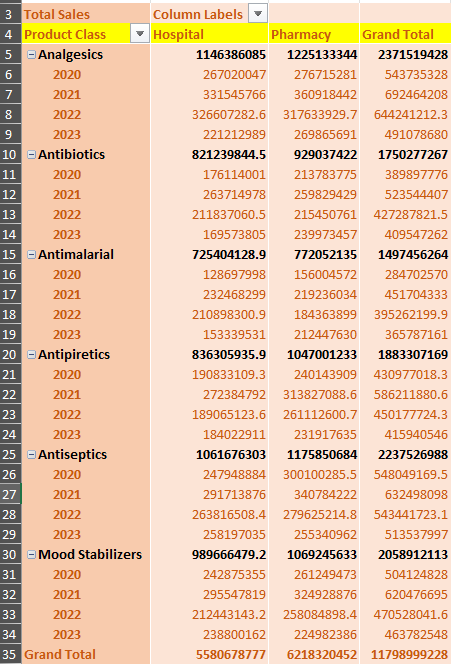 3 Total Sales Column Labels
4 Product Class Hospital Pharmacy Grand Total
5 Analgesics 1146386085 1225133344 2371519428
6 2020 267020047 276715281 543735328
7 2021 331545766 360918442 692464208
8 2022 326607282.6 317633929.7 644241212.3
9 2023 221212989 269865691 491078680
10 Antibiotics 821239844.5 929037422 1750277267
11 2020 176114001 213783775 389897776
12 2021 263714978 259829429 523544407
13 2022 211837060.5 215450761 427287821.5
14 2023 169573805 239973457 409547262
15 Antimalarial 725404128.9 772052135 1497456264
16 2020 128697998 156004572 284702570
17 2021 232468299 219236034 451704333
18 2022 210898300.9 184363899 395262199.9
19 2023 153339531 212447630 365787161
20 Antipiretics 836305935.9 1047001233 1883307169
21 2020 190833109.3 240143909 430977018.3
22 2021 272384792 313827088.6 586211880.6
23 2022 189065123.6 261112600.7 450177724.3
24 2023 184022911 231917635 415940546
25 Antiseptics 1061676303 1175850684 2237526988
26 2020 247948884 300100285.5 548049169.5
27 2021 291713876 340784222 632498098
28 2022 263816508.4 279625214.8 543441723.1
29 2023 258197035 255340962 513537997
30 Mood Stabilizers 989666479.2 1069245633 2058912113
31 2020 242875355 261249473 504124828
32 2021 295547819 324928876 620476695
33 2022 212443143.2 258084898.4 470528041.6
34 2023 238800162 224982386 463782548
35 Grand Total 5580678777 6218320452 11798999228